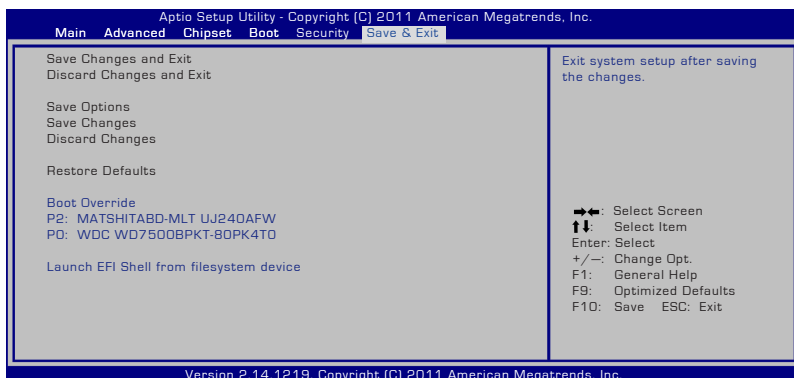 Aptio Setup Utility - Copyright (C) 2011 American Megatrends, Inc.
Main Advanced Chipset Boot Security Save & Exit
Save Changes and Exit
Discard Changes and Exit
Save Options
Save Changes
Discard Changes
Restore Defaults
Boot Override
P2: MATSHITABD-MLT UJ240AFW
P0: WDC WD7500BPKT-80PK4T0
Launch EFI Shell from filesystem device
Exit system setup after saving
the changes.
→←: Select Screen
↑↓: Select Item
Enter: Select
+/—: Change Opt.
F1: General Help
F9: Optimized Defaults
F10: Save ESC: Exit
Version 2.14.1219. Copyright (C) 2011 American Megatrends, Inc.